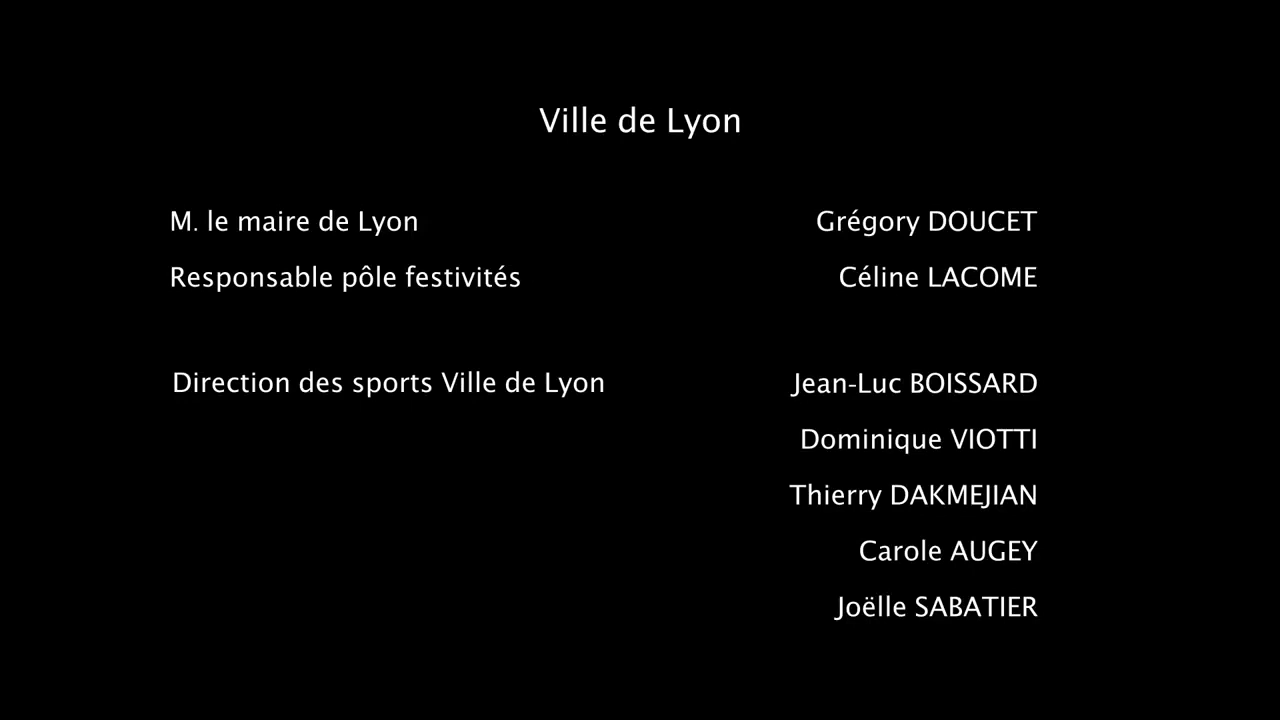 Ville de Lyon
M. le maire de Lyon Grégory DOUCET
Responsable pôle festivités Céline LACOME
Direction des sports Ville de Lyon Jean-Luc BOISSARD
Dominique VIOTTI
Thierry DAKMEJIAN
Carole AUGEY
Joëlle SABATIER